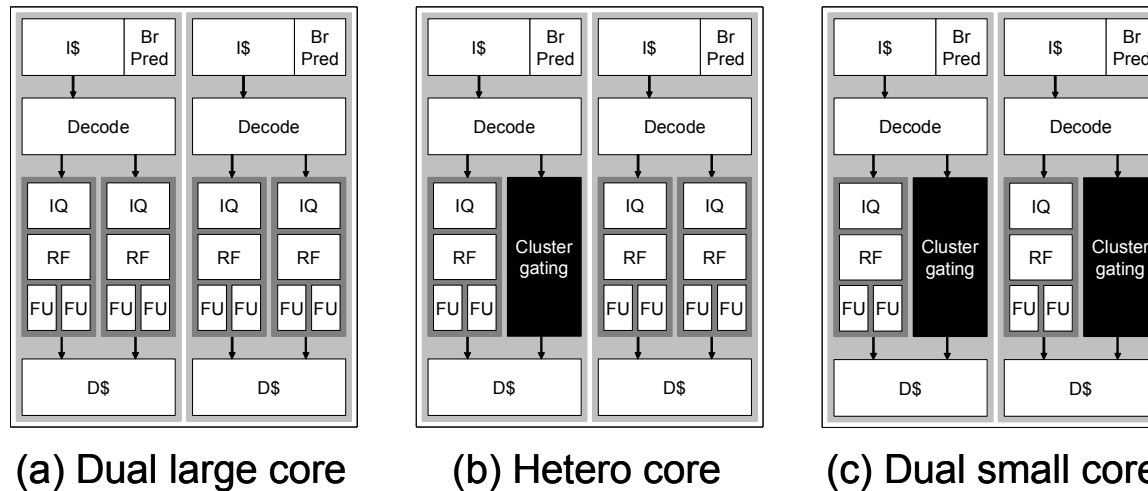 I$
Br
Pred
I$
Br
Pred
Decode
Decode
IQ
IQ
IQ
IQ
RF
RF
RF
RF
FU FU
FU FU
FU FU
FU FU
D$
D$
(a) Dual large core
I$
Br
Pred
I$
Br
Pred
Decode
Decode
IQ
Cluster
gating
IQ
IQ
RF
RF
RF
FU FU
FU FU
FU FU
D$
D$
(b) Hetero core
I$
Br
Pred
I$
Br
Pred
Decode
Decode
IQ
Cluster
gating
IQ
Cluster
gating
RF
RF
FU FU
FU FU
D$
D$
(c) Dual small core